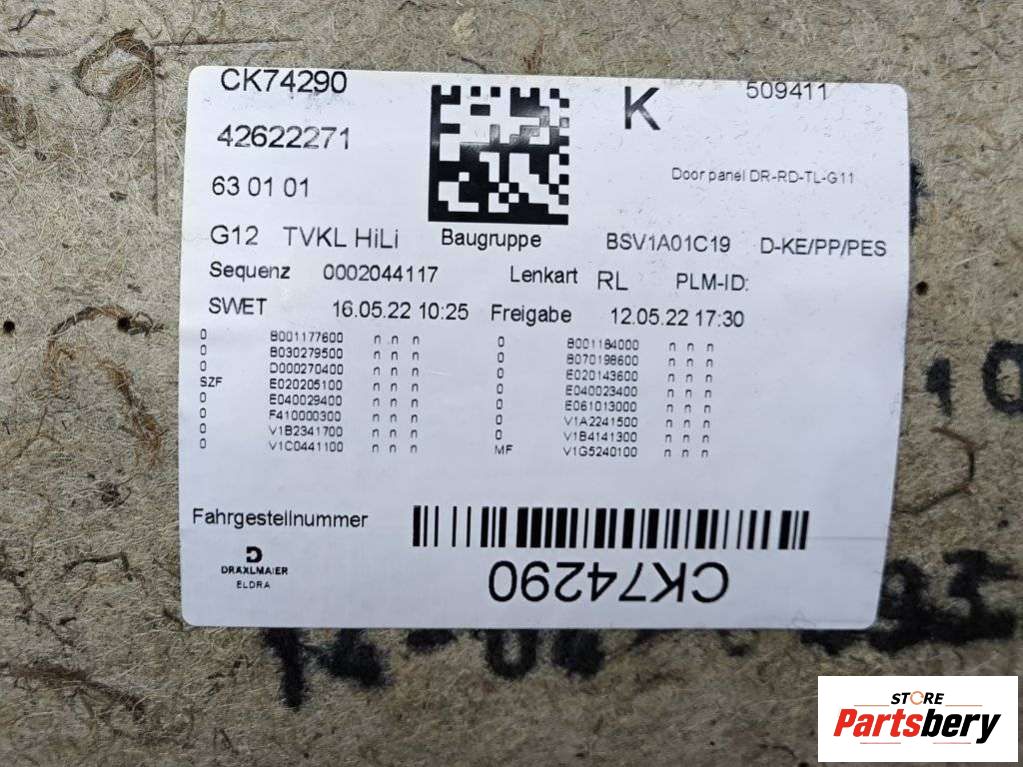 CK74290 K 509411
42622271
63 01 01 Door panel DR-RD-TL-G11
G12 TVKL HiLi Baugruppe BSV1A01C19 D-KE/PP/PES
Sequenz 0002044117 Lenkart RL PLM-ID:
SWET 16.05.22 10:25 Freigabe 12.05.22 17:30
0 B001177600 n n n 0 B001184000 n n n
0 B030279500 n n n 0 B070198600 n n n
0 D000270400 n n n 0 E020143600 n n n
SZF E020205100 n n n 0 E040023400 n n n
0 E040029400 n n n 0 E061013000 n n n
0 F410000300 n n n 0 V1A2241500 n n n
0 V1B2341700 n n n 0 V1B4141300 n n n
0 V1C0441100 n n n MF V1G5240100 n n n
Fahrgestellnummer
DRÄXLMAIER
ELDRA
CK74290
STORE
Partsbery